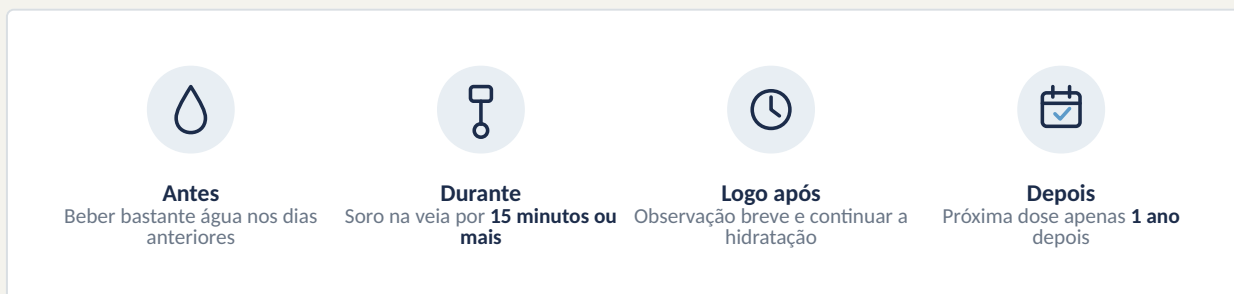 Antes
Beber bastante água nos dias
anteriores
Durante
Soro na veia por 15 minutos ou
mais
Logo após
Observação breve e continuar a
hidratação
Depois
Próxima dose apenas 1 ano
depois